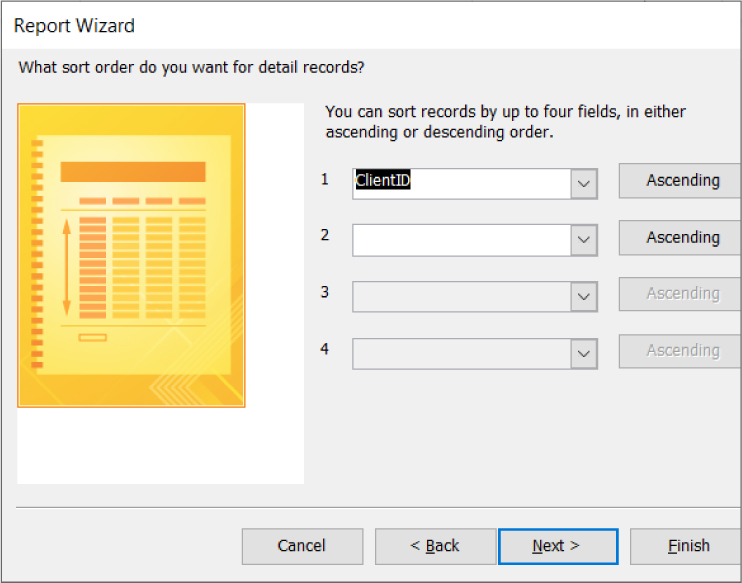 Report Wizard
What sort order do you want for detail records?
You can sort records by up to four fields, in either
ascending or descending order.
1 ClientID Ascending
2 Ascending
3 Ascending
4 Ascending
Cancel < Back Next > Finish